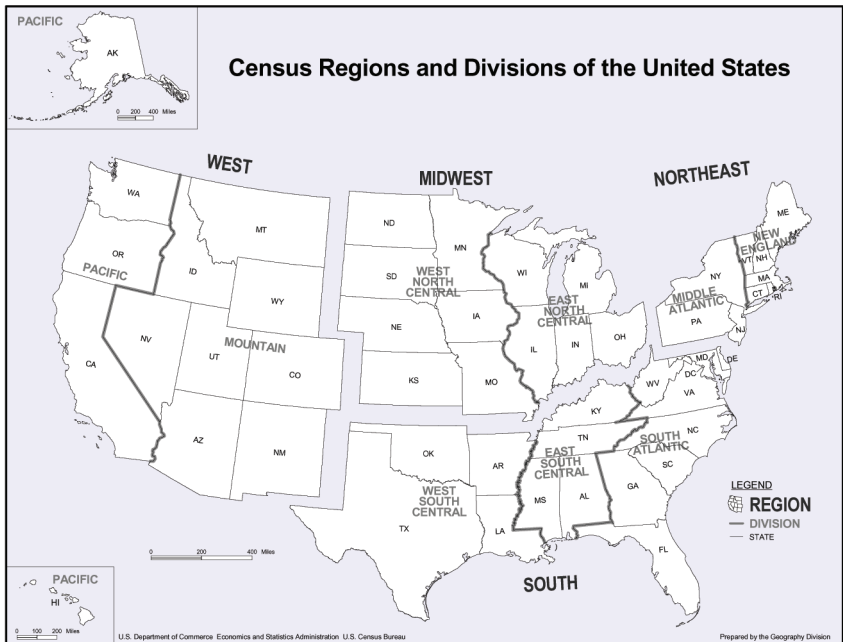 PACIFIC
AK
0 200 400 Miles
Census Regions and Divisions of the United States
WEST
MIDWEST
NORTHEAST
WA
MT
OR
ID
PACIFIC
WY
NV
UT
MOUNTAIN
CO
CA
AZ
NM
ND
MN
SD
WEST
NORTH
CENTRAL
NE
IA
KS
MO
WI
MI
EAST
NORTH
CENTRAL
IL
IN
OH
ME
NEW
ENGLAND
VT
NH
NY
MA
CT
RI
MIDDLE
ATLANTIC
PA
NJ
OK
AR
WEST
SOUTH
CENTRAL
TX
LA
KY
TN
EAST
SOUTH
CENTRAL
MS
AL
MD
DE
DC
WV
VA
NC
SOUTH
ATLANTIC
SC
GA
FL
SOUTH
LEGEND
REGION
DIVISION
STATE
0 200 400 Miles
PACIFIC
HI
0 100 200 Miles
U.S. Department of Commerce Economics and Statistics Administration U.S. Census Bureau
Prepared by the Geography Division